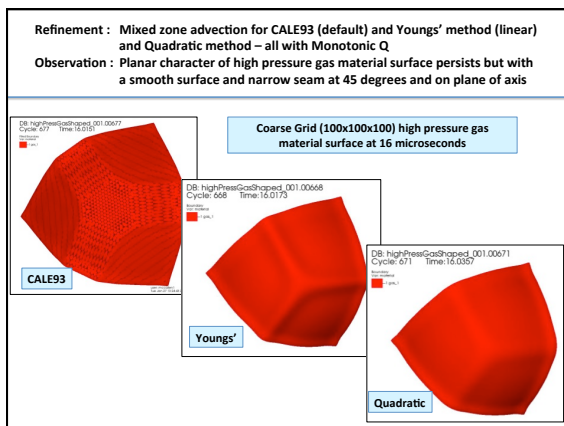 Refinement : Mixed zone advection for CALE93 (default) and Youngs' method (linear)
and Quadratic method – all with Monotonic Q
Observation : Planar character of high pressure gas material surface persists but with
a smooth surface and narrow seam at 45 degrees and on plane of axis
Coarse Grid (100x100x100) high pressure gas
material surface at 16 microseconds
DB: highPressGasShaped_001.00677
Cycle: 677 Time:16.0151
CALE93
DB: highPressGasShaped_001.00668
Cycle: 668 Time:16.0173
Youngs'
DB: highPressGasShaped_001.00671
Cycle: 671 Time:16.0357
Quadratic